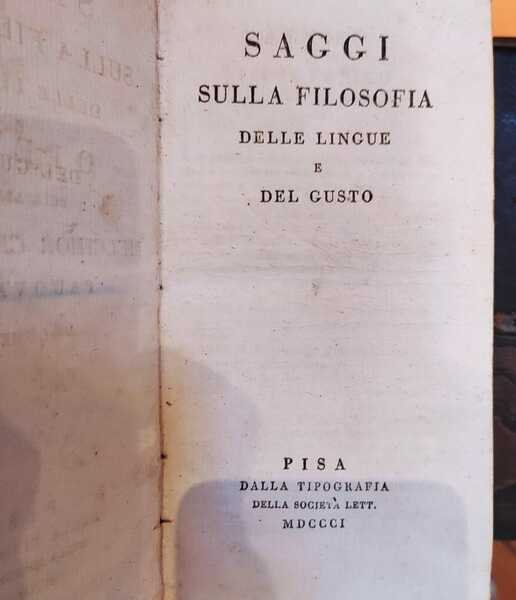 SAGGI
SULLA FILOSOFIA
DELLE LINGUE
E
DEL GUSTO
PISA
DALLA TIPOGRAFIA
DELLA SOCIETÀ LETT.
MDCCCI